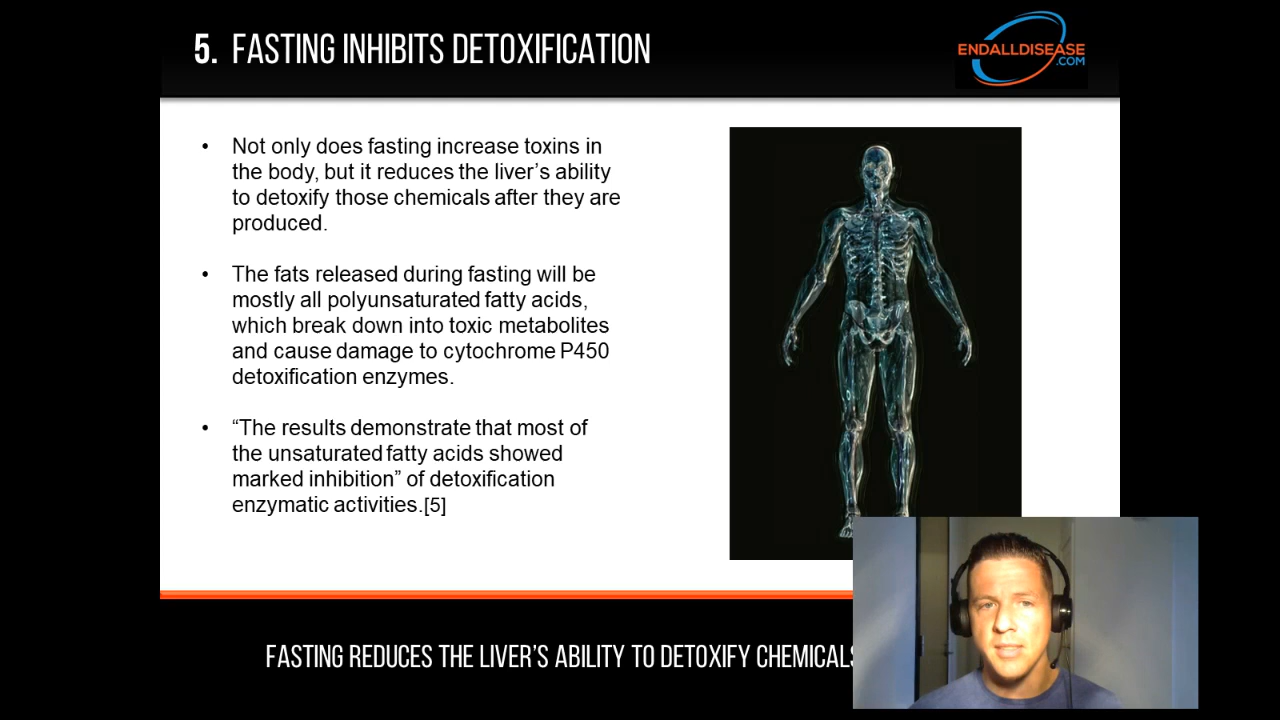 5. FASTING INHIBITS DETOXIFICATION
ENDALLDISEASE
.COM
• Not only does fasting increase toxins in
the body, but it reduces the liver’s ability
to detoxify those chemicals after they are
produced.
• The fats released during fasting will be
mostly all polyunsaturated fatty acids,
which break down into toxic metabolites
and cause damage to cytochrome P450
detoxification enzymes.
• “The results demonstrate that most of
the unsaturated fatty acids showed
marked inhibition” of detoxification
enzymatic activities.[5]
FASTING REDUCES THE LIVER’S ABILITY TO DETOXIFY CHEMICALS